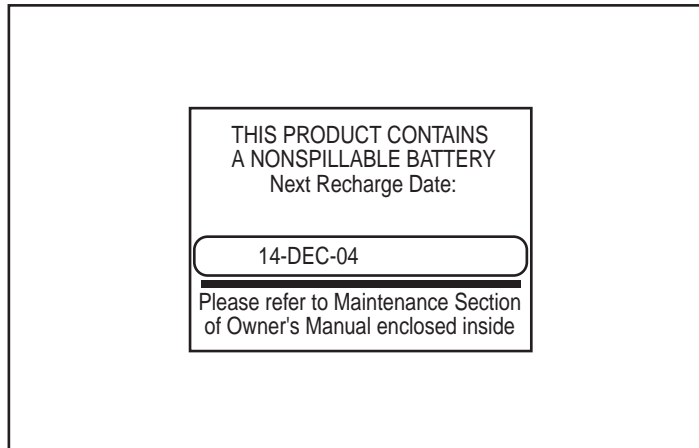 THIS PRODUCT CONTAINS
A NONSPILLABLE BATTERY
Next Recharge Date:
14-DEC-04
Please refer to Maintenance Section
of Owner's Manual enclosed inside